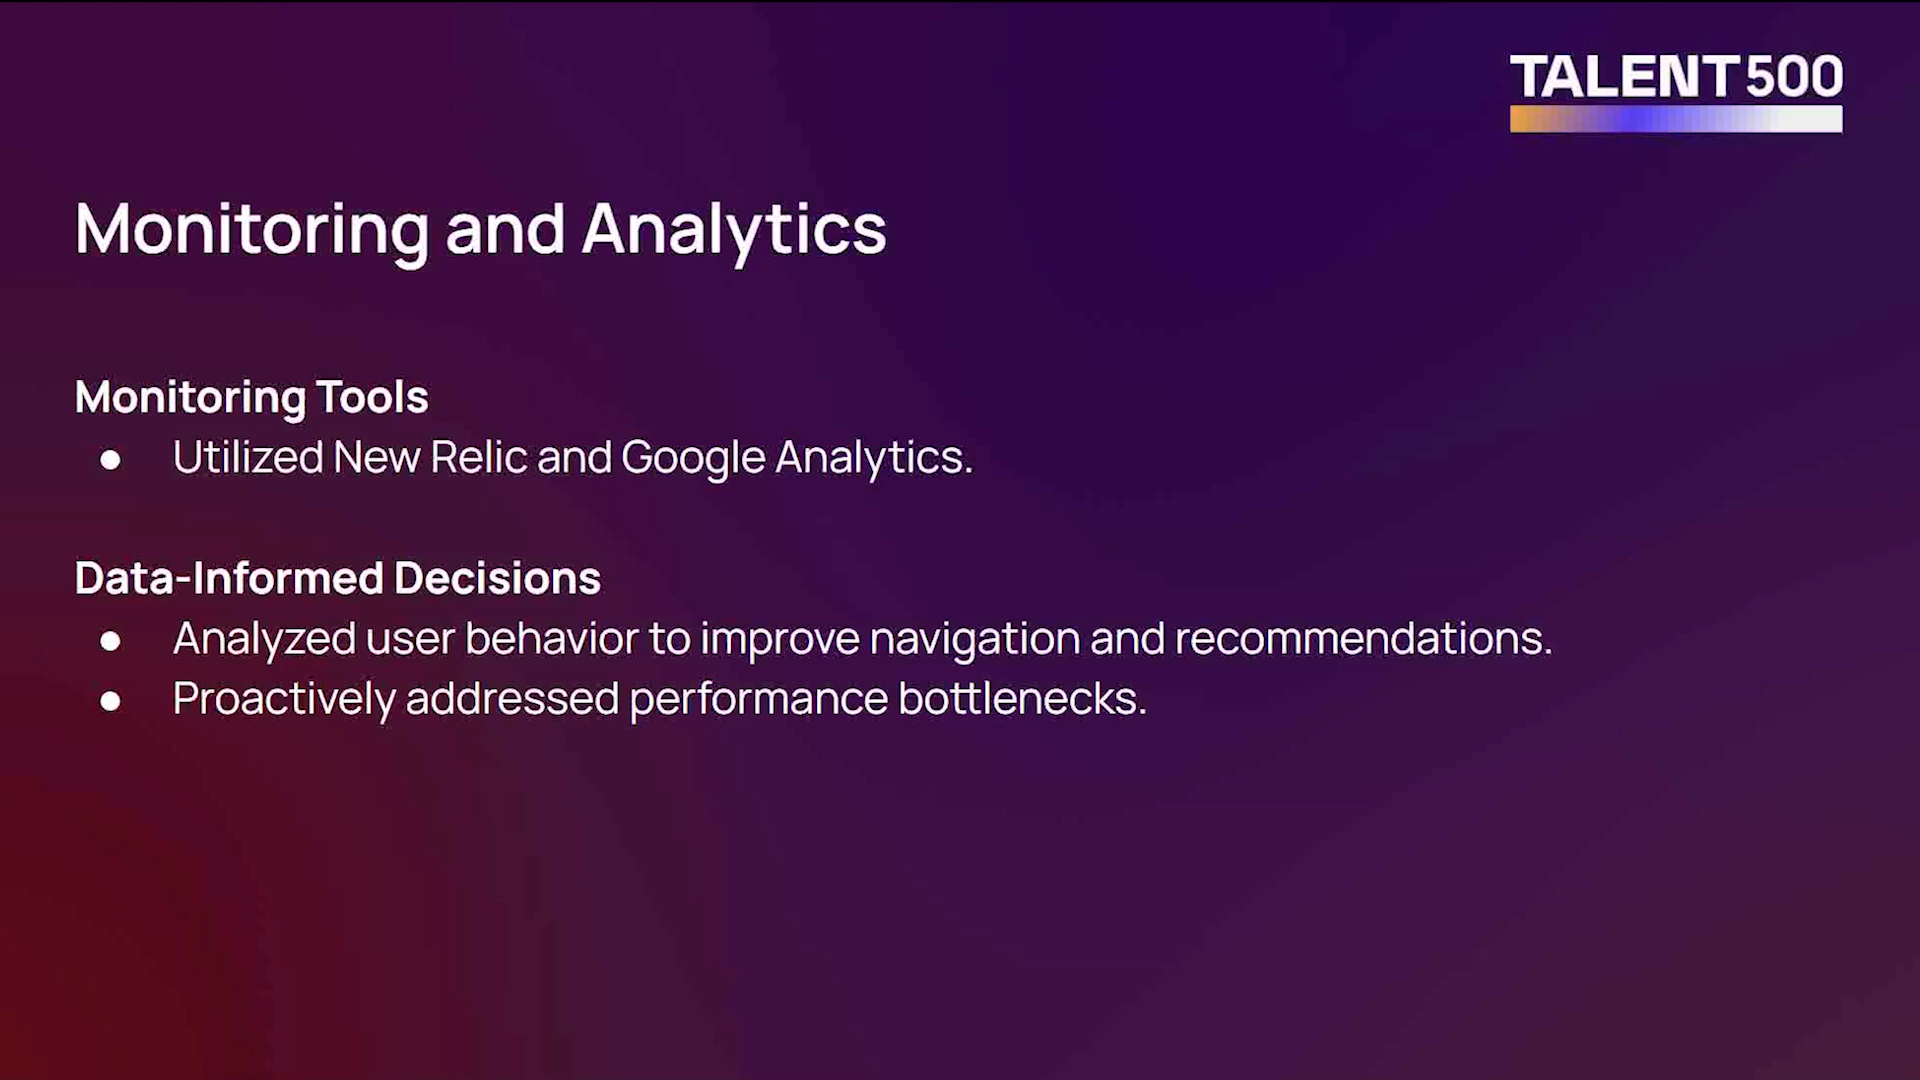 TALENT500
Monitoring and Analytics
Monitoring Tools
● Utilized New Relic and Google Analytics.
Data-Informed Decisions
● Analyzed user behavior to improve navigation and recommendations.
● Proactively addressed performance bottlenecks.